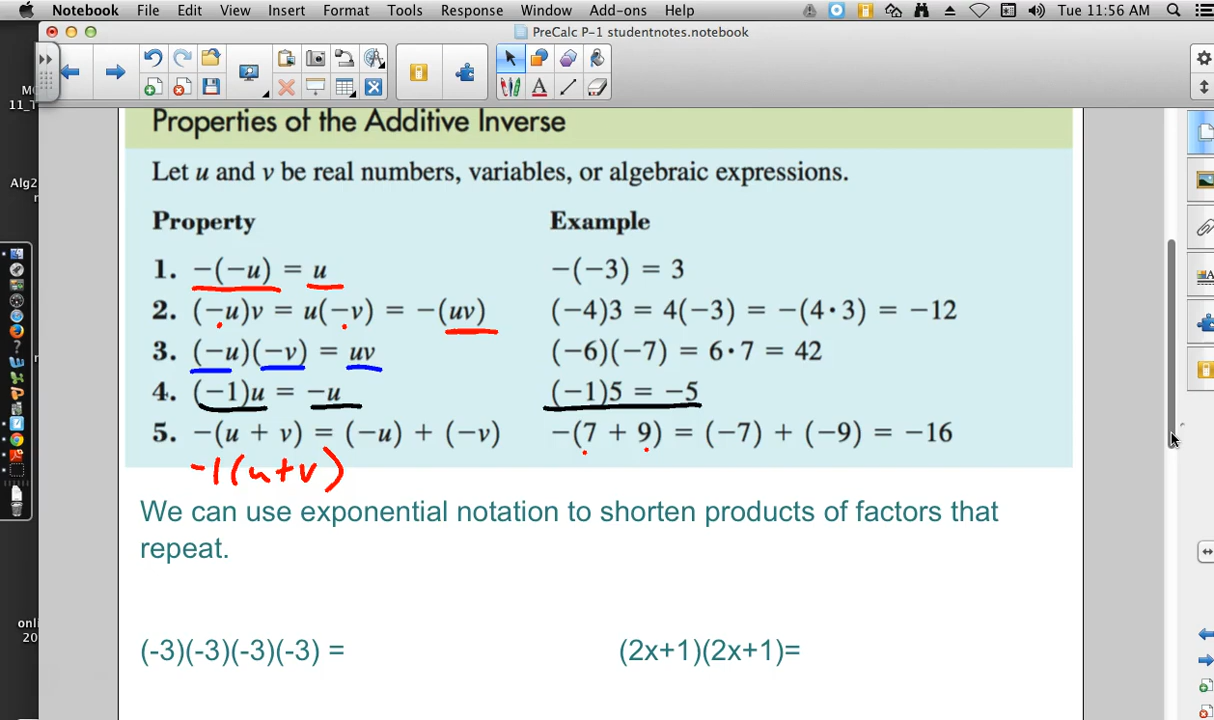 Notebook File Edit View Insert Format Tools Response Window Add-ons Help Tue 11:56 AM
PreCalc P-1 studentnotes.notebook
11_T
Alg2
onl
20
Properties of the Additive Inverse
Let u and v be real numbers, variables, or algebraic expressions.
Property Example
1. −(−u) = u −(−3) = 3
2. (−u)v = u(−v) = −(uv) (−4)3 = 4(−3) = −(4·3) = −12
3. (−u)(−v) = uv (−6)(−7) = 6·7 = 42
4. (−1)u = −u (−1)5 = −5
5. −(u + v) = (−u) + (−v) −(7 + 9) = (−7) + (−9) = −16
-1(u+v)
We can use exponential notation to shorten products of factors that
repeat.
(-3)(-3)(-3)(-3) = (2x+1)(2x+1)=